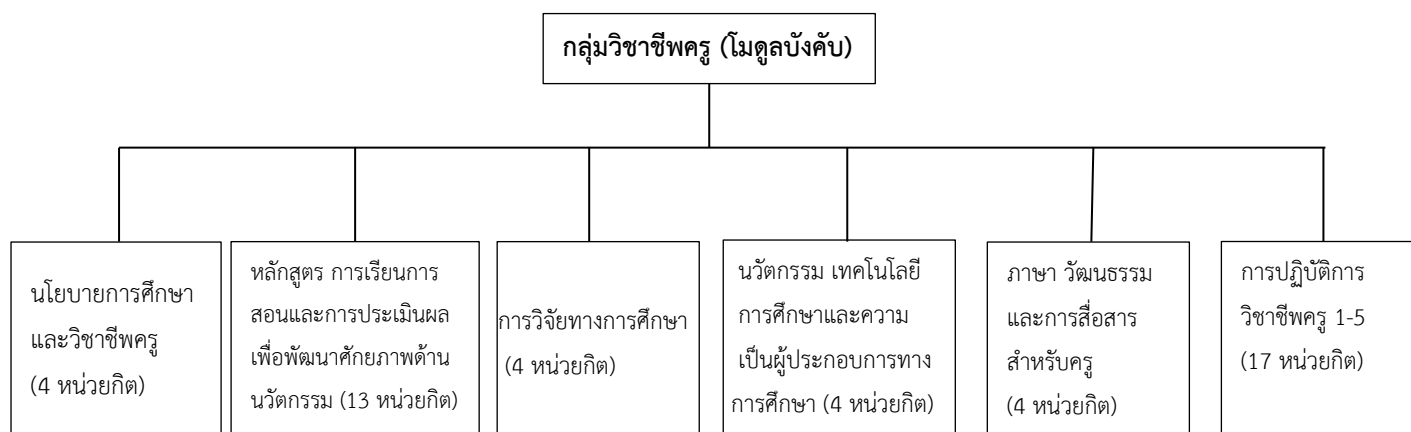 กลุ่มวิชาชีพครู (โมดูลบังคับ)
นโยบายการศึกษา
และวิชาชีพครู
(4 หน่วยกิต)
หลักสูตร การเรียนการ
สอนและการประเมินผล
เพื่อพัฒนาศักยภาพด้าน
นวัตกรรม (13 หน่วยกิต)
การวิจัยทางการศึกษา
(4 หน่วยกิต)
นวัตกรรม เทคโนโลยี
การศึกษาและความ
เป็นผู้ประกอบการทาง
การศึกษา (4 หน่วยกิต)
ภาษา วัฒนธรรม
และการสื่อสาร
สำหรับครู
(4 หน่วยกิต)
การปฏิบัติการ
วิชาชีพครู 1-5
(17 หน่วยกิต)